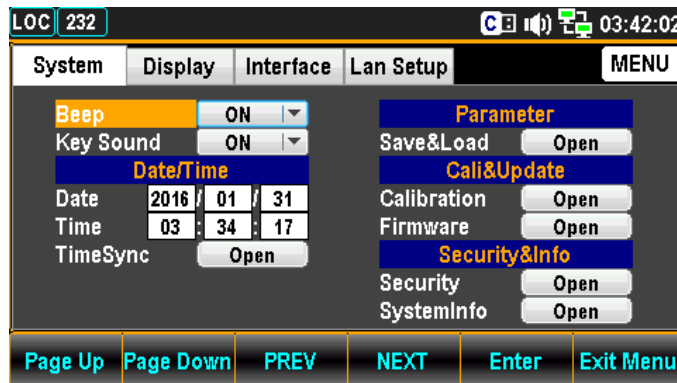 LOC 232 C 03:42:02
System Display Interface Lan Setup MENU
Beep ON
Key Sound ON
Date/Time
Date 2016 / 01 / 31
Time 03 : 34 : 17
TimeSync Open
Parameter
Save&Load Open
Cali&Update
Calibration Open
Firmware Open
Security&Info
Security Open
SystemInfo Open
Page Up Page Down PREV NEXT Enter Exit Menu